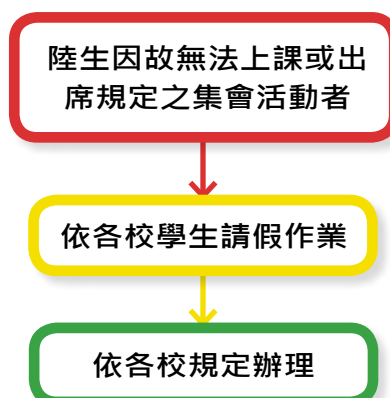 陸生因故無法上課或出
席規定之集會活動者
依各校學生請假作業
依各校規定辦理